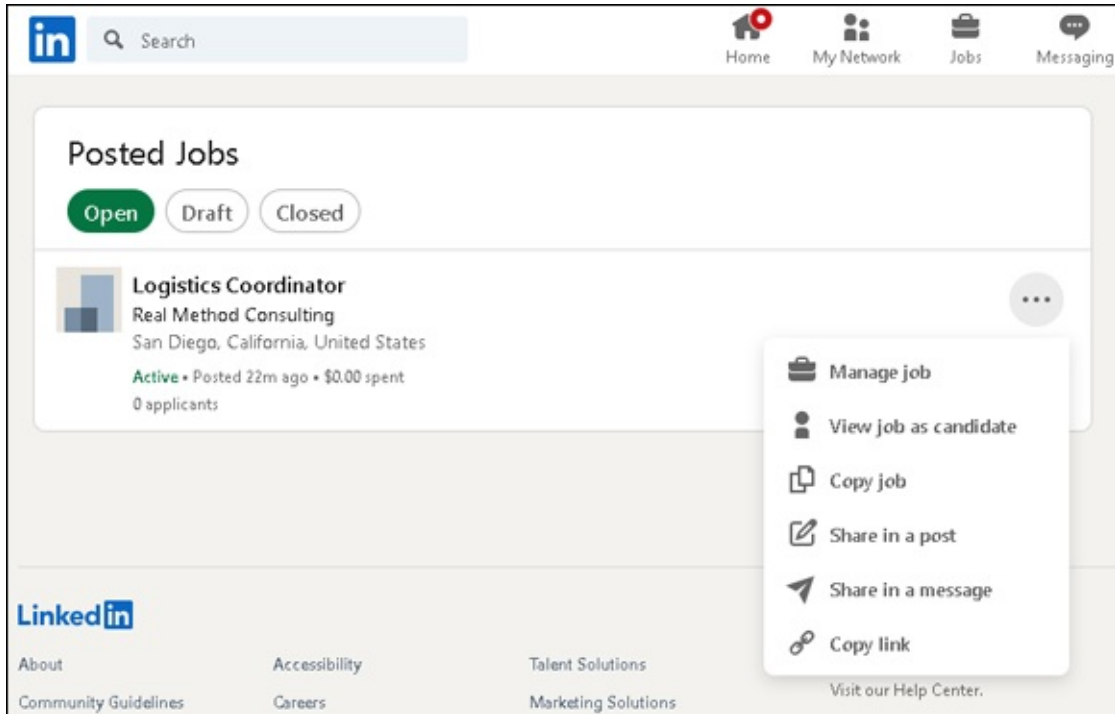 in
Search
Home
My Network
Jobs
Messaging
Posted Jobs
Open
Draft
Closed
Logistics Coordinator
Real Method Consulting
San Diego, California, United States
Active • Posted 22m ago • $0.00 spent
0 applicants
Manage job
View job as candidate
Copy job
Share in a post
Share in a message
Copy link
Linked in
About
Accessibility
Talent Solutions
Community Guidelines
Careers
Marketing Solutions
Visit our Help Center.